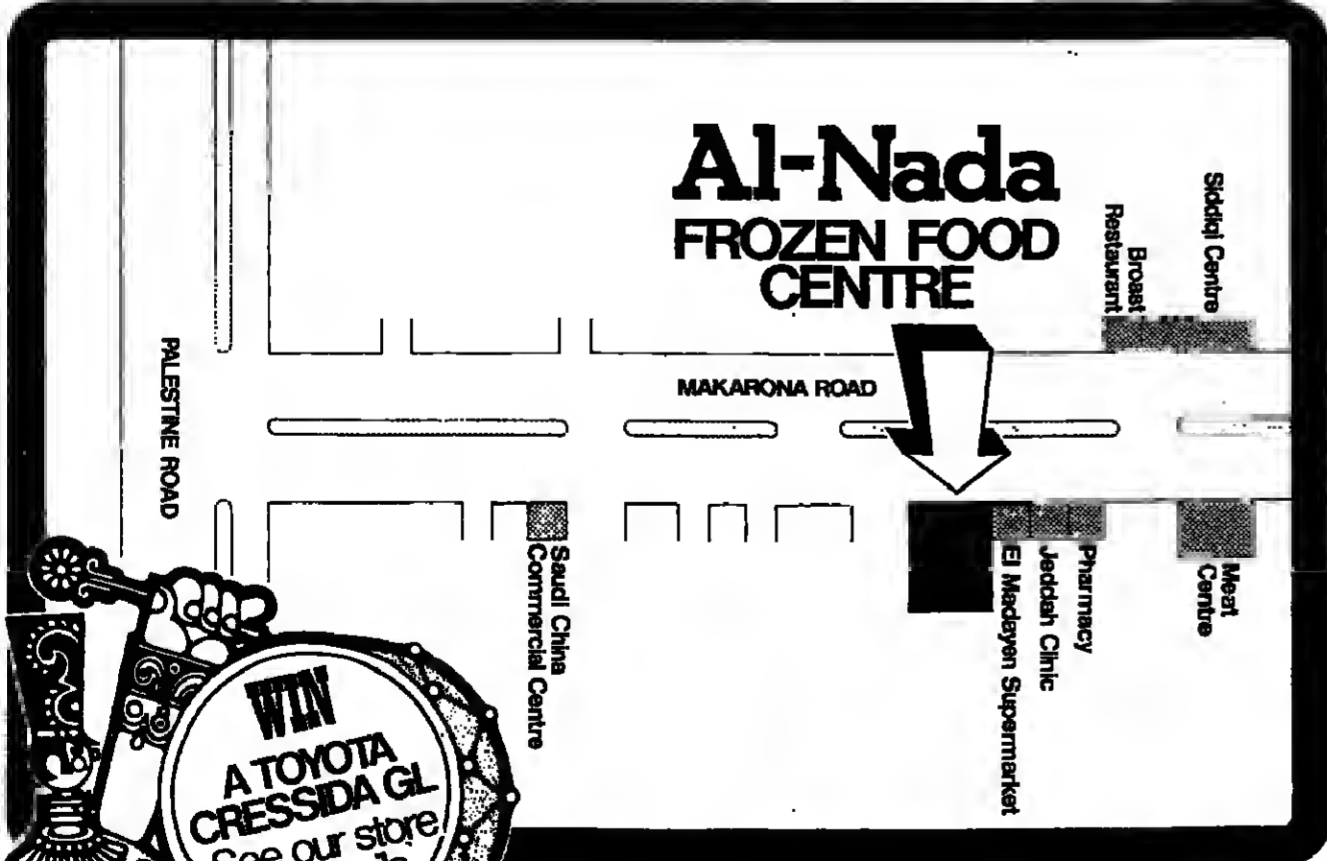 Al-Nada
FROZEN FOOD
CENTRE
Siddiqi Centre
Broast
Restaurant
PALESTINE ROAD
MAKARONA ROAD
Saudi China
Commercial Centre
El Madayen Supermarket
Jeddah Clinic
Pharmacy
Meat
Centre
WIN
A TOYOTA
CRESSIDA GL
See our store